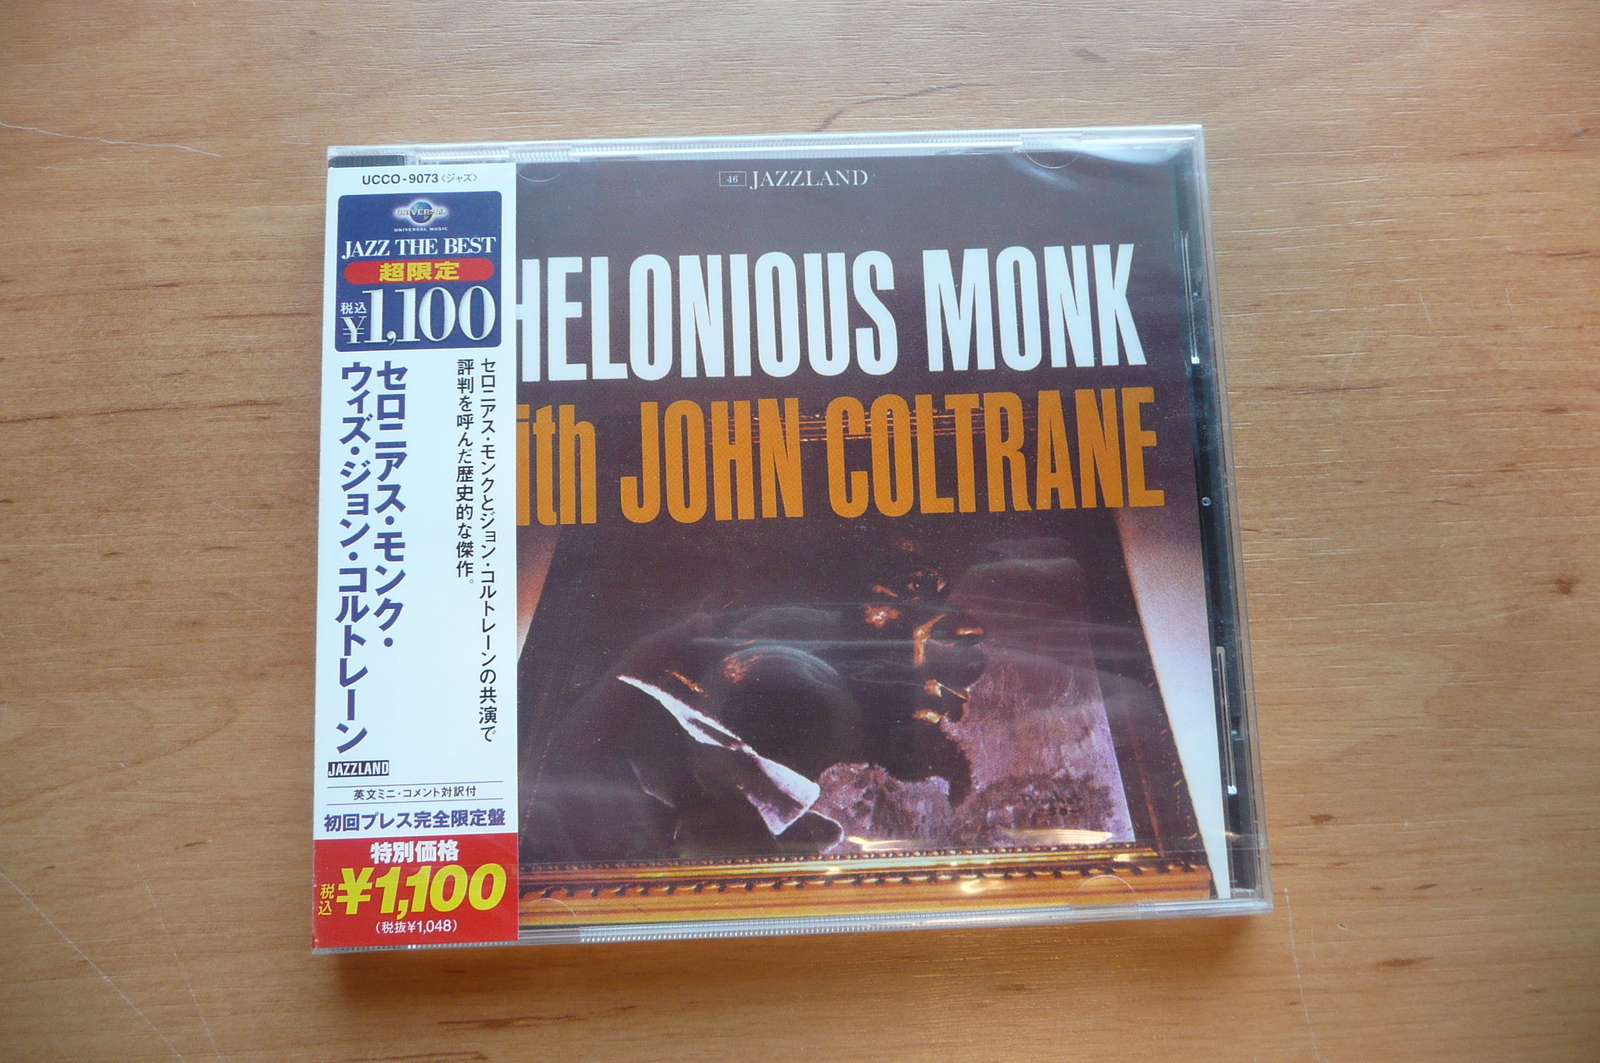 UCCO-9073〈ジャズ〉
UNIVERSAL
UNIVERSAL MUSIC
JAZZ THE BEST
超限定
税込
¥1,100
セロニアス・モンクとジョン・コルトレーンの共演で
評判を呼んだ歴史的な傑作。
セロニアス・モンク・
ウィズ・ジョン・コルトレーン
JAZZLAND
英文ミニ・コメント対訳付
初回プレス完全限定盤
特別価格
税込
¥1,100
(税抜¥1,048)
46 JAZZLAND
HELONIOUS MONK
ith JOHN COLTRANE